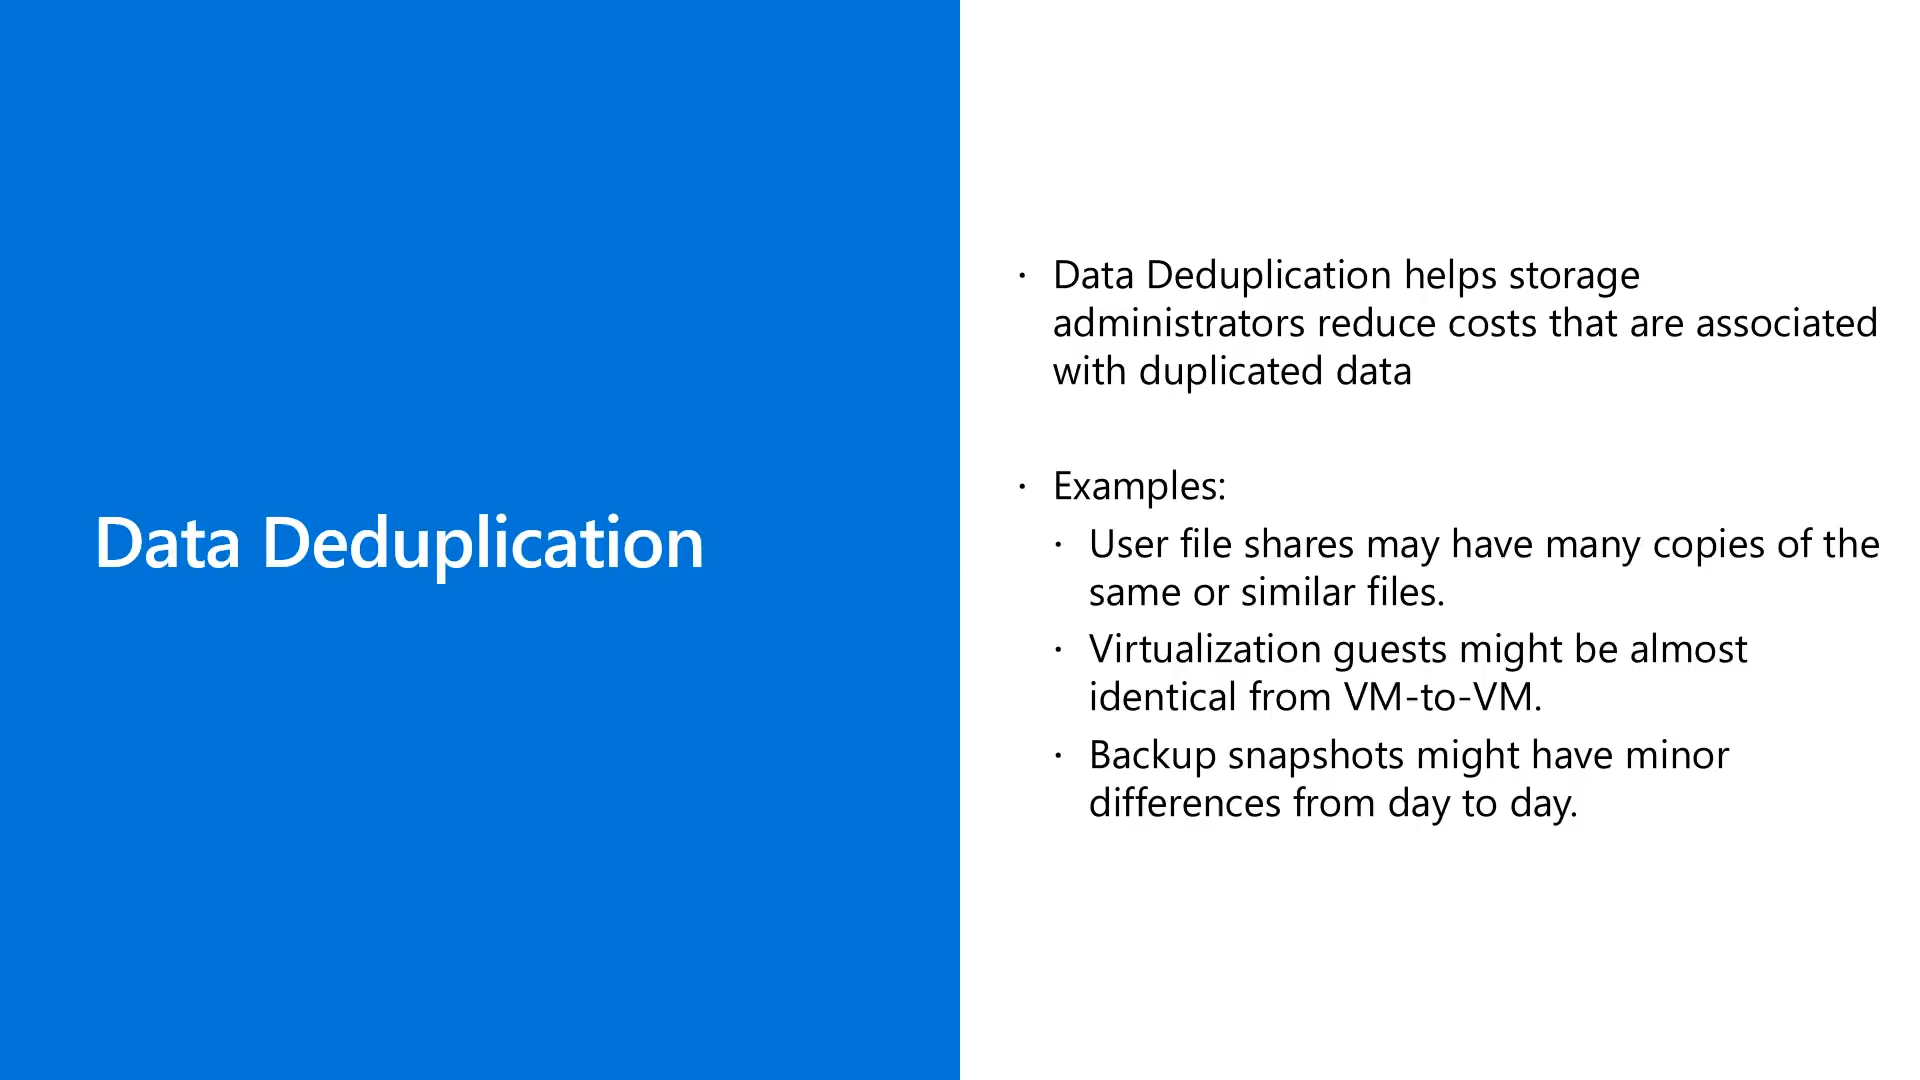 Data Deduplication
· Data Deduplication helps storage
administrators reduce costs that are associated
with duplicated data
· Examples:
· User file shares may have many copies of the
same or similar files.
· Virtualization guests might be almost
identical from VM-to-VM.
· Backup snapshots might have minor
differences from day to day.